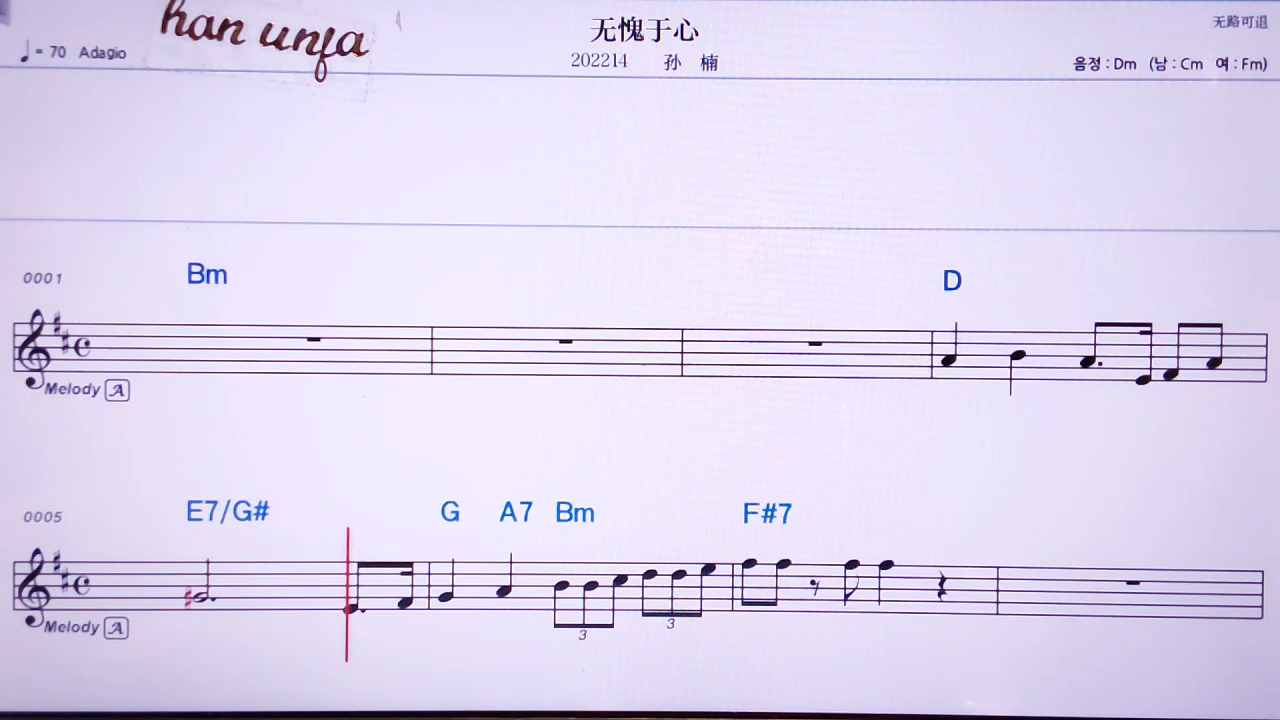 han unfa
无愧于心
无路可退
♩= 70 Adagio
202214 孙 楠
음정 : Dm (남 : Cm 여 : Fm)
0001 Bm D
Melody A
0005 E7/G# G A7 Bm F#7
3 3
Melody A